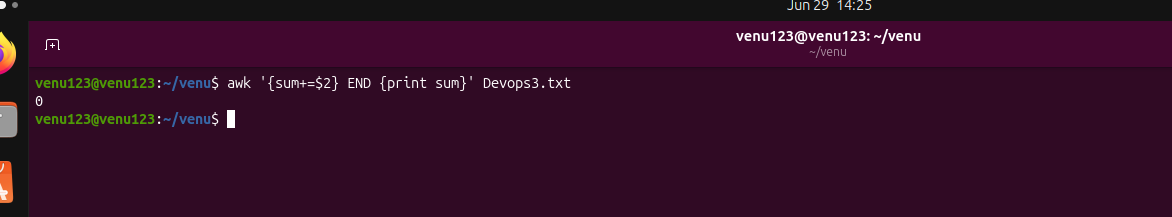 Jun 29 14:25
venu123@venu123: ~/venu
~/venu
venu123@venu123:~/venu$ awk '{sum+=$2} END {print sum}' Devops3.txt
0
venu123@venu123:~/venu$